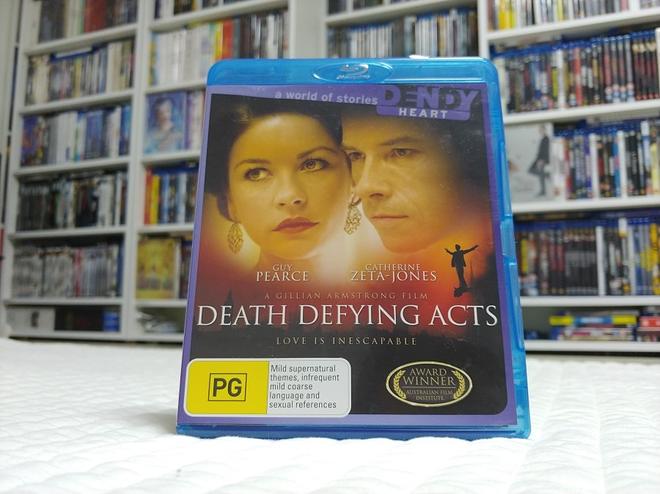 a world of stories DENDY
HEART
GUY CATHERINE
PEARCE ZETA-JONES
A GILLIAN ARMSTRONG FILM
DEATH DEFYING ACTS
LOVE IS INESCAPABLE
PG
Mild supernatural
themes, infrequent
mild coarse
language and
sexual references
AWARD
WINNER
AUSTRALIAN FILM
INSTITUTE